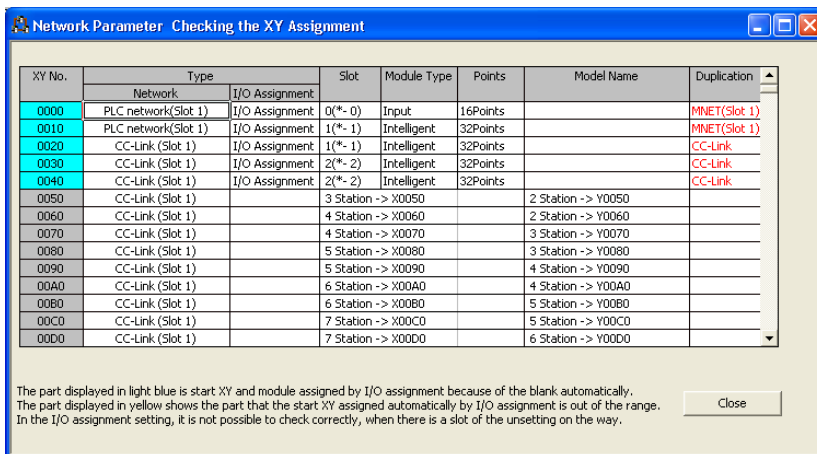 Network Parameter Checking the XY Assignment
XY No. Type Slot Module Type Points Model Name Duplication
Network I/O Assignment
0000 PLC network(Slot 1) I/O Assignment 0(*- 0) Input 16Points MNET(Slot 1)
0010 PLC network(Slot 1) I/O Assignment 1(*- 1) Intelligent 32Points MNET(Slot 1)
0020 CC-Link (Slot 1) I/O Assignment 1(*- 1) Intelligent 32Points CC-Link
0030 CC-Link (Slot 1) I/O Assignment 2(*- 2) Intelligent 32Points CC-Link
0040 CC-Link (Slot 1) I/O Assignment 2(*- 2) Intelligent 32Points CC-Link
0050 CC-Link (Slot 1) 3 Station -> X0050 2 Station -> Y0050
0060 CC-Link (Slot 1) 4 Station -> X0060 2 Station -> Y0060
0070 CC-Link (Slot 1) 4 Station -> X0070 3 Station -> Y0070
0080 CC-Link (Slot 1) 5 Station -> X0080 3 Station -> Y0080
0090 CC-Link (Slot 1) 5 Station -> X0090 4 Station -> Y0090
00A0 CC-Link (Slot 1) 6 Station -> X00A0 4 Station -> Y00A0
00B0 CC-Link (Slot 1) 6 Station -> X00B0 5 Station -> Y00B0
00C0 CC-Link (Slot 1) 7 Station -> X00C0 5 Station -> Y00C0
00D0 CC-Link (Slot 1) 7 Station -> X00D0 6 Station -> Y00D0
The part displayed in light blue is start XY and module assigned by I/O assignment because of the blank automatically.
The part displayed in yellow shows the part that the start XY assigned automatically by I/O assignment is out of the range.
In the I/O assignment setting, it is not possible to check correctly, when there is a slot of the unsetting on the way.
Close